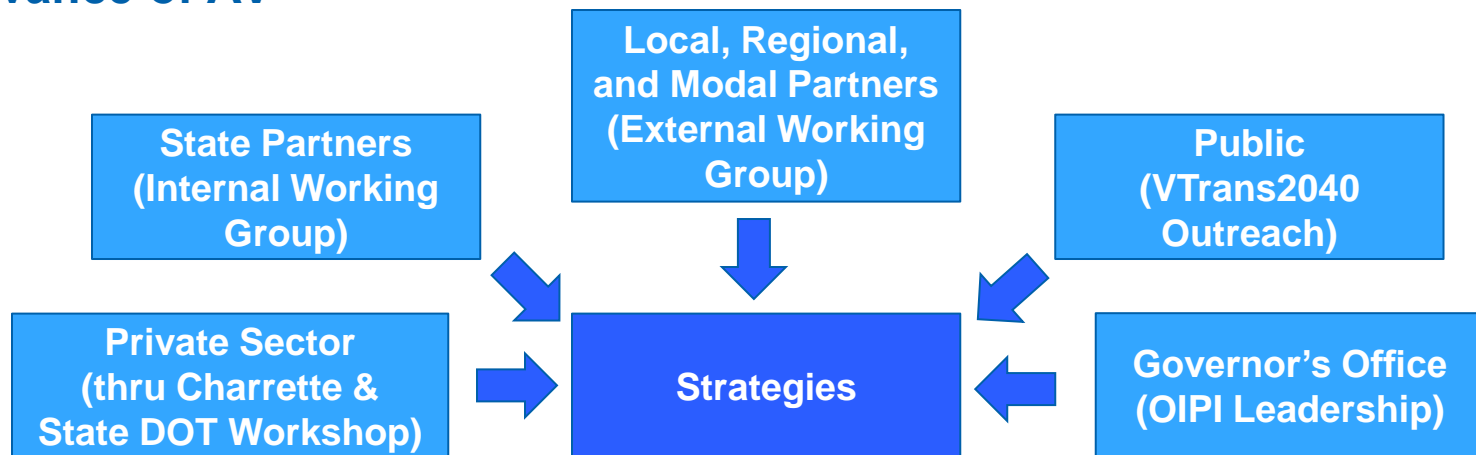 Local, Regional,
and Modal Partners
(External Working
Group)
State Partners
(Internal Working
Group)
Public
(VTrans2040
Outreach)
Private Sector
(thru Charrette &
State DOT Workshop)
Strategies
Governor's Office
(OIPI Leadership)